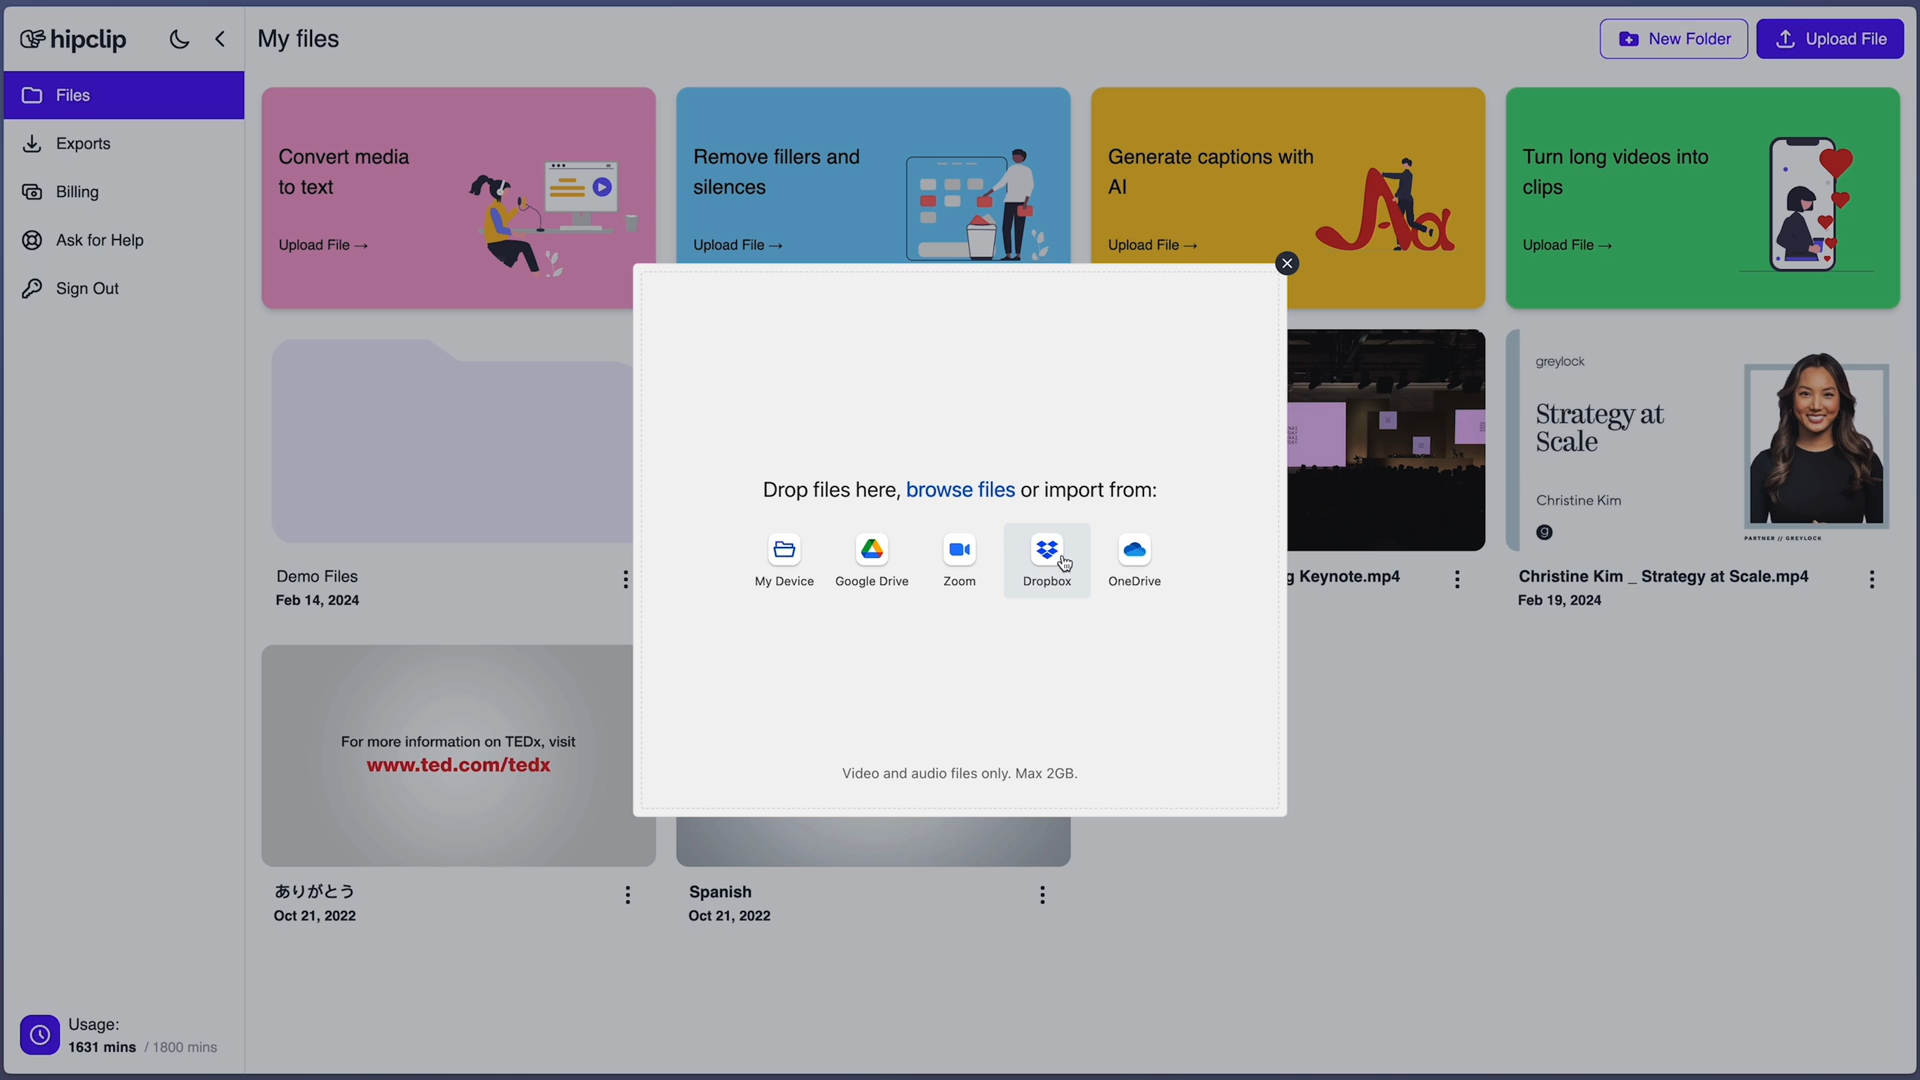 hipclip
My files
New Folder
Upload File
Files
Exports
Billing
Ask for Help
Sign Out
Convert media
to text
Upload File →
Remove fillers and
silences
Upload File →
Generate captions with
AI
Upload File →
Turn long videos into
clips
Upload File →
Drop files here, browse files or import from:
My Device
Google Drive
Zoom
Dropbox
OneDrive
Video and audio files only. Max 2GB.
Demo Files
Feb 14, 2024
g Keynote.mp4
greylock
Strategy at
Scale
Christine Kim
PARTNER // GREYLOCK
Christine Kim _ Strategy at Scale.mp4
Feb 19, 2024
For more information on TEDx, visit
www.ted.com/tedx
ありがとう
Oct 21, 2022
Spanish
Oct 21, 2022
Usage:
1631 mins / 1800 mins